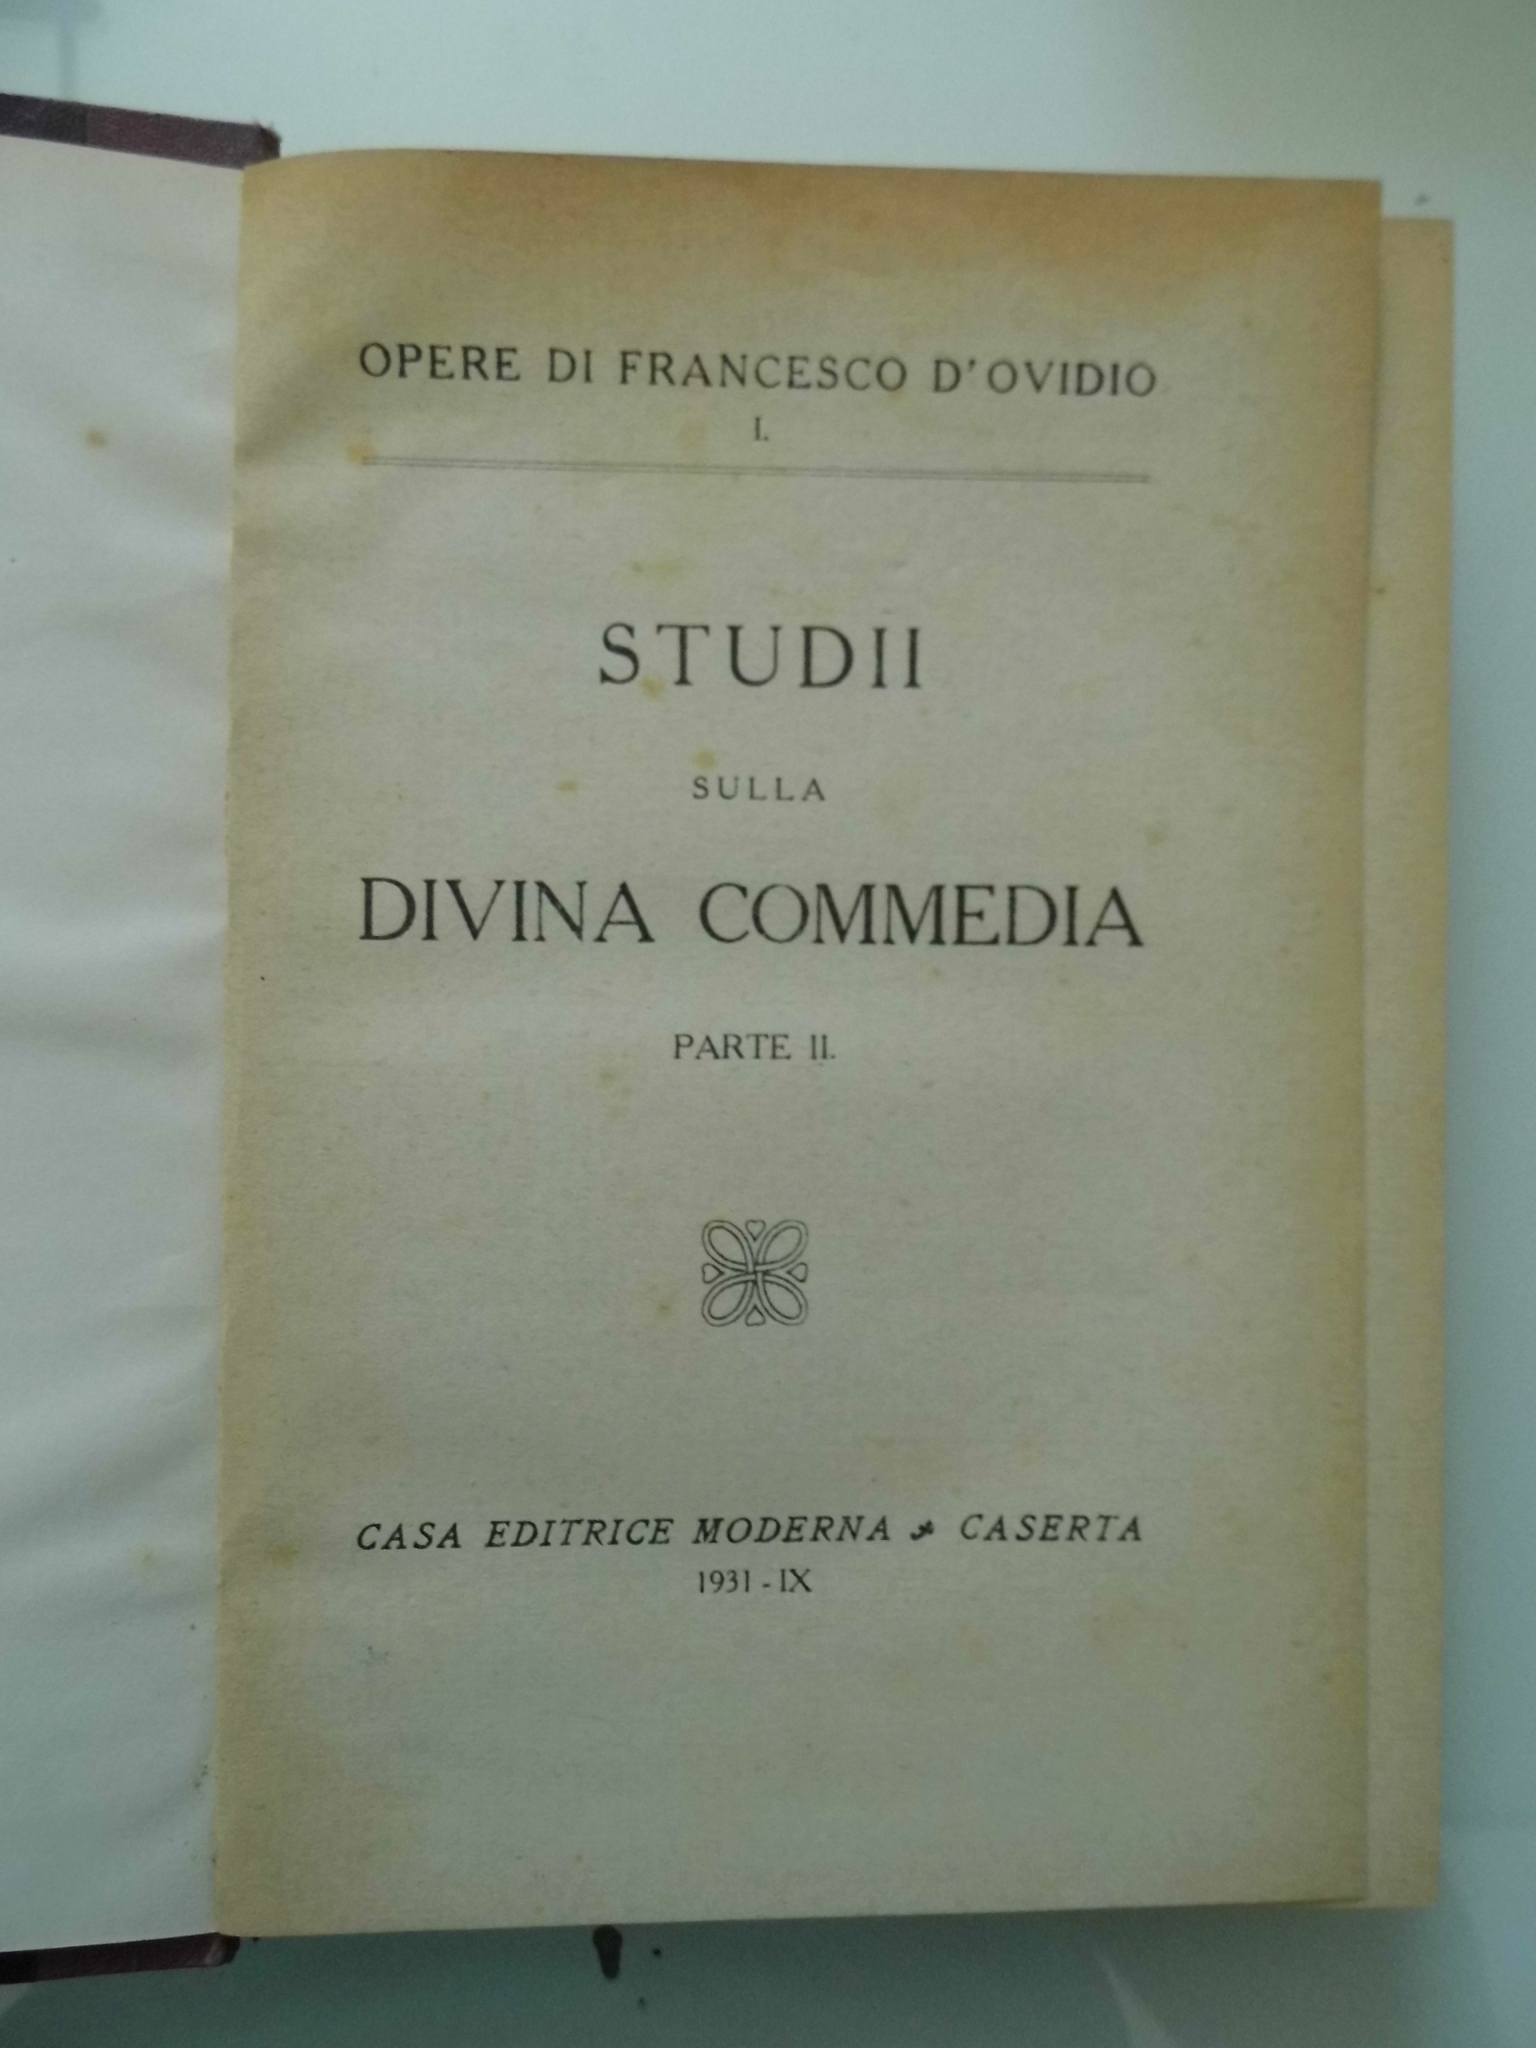 OPERE DI FRANCESCO D'OVIDIO
I.
STUDII
SULLA
DIVINA COMMEDIA
PARTE II.
CASA EDITRICE MODERNA CASERTA
1931 - IX